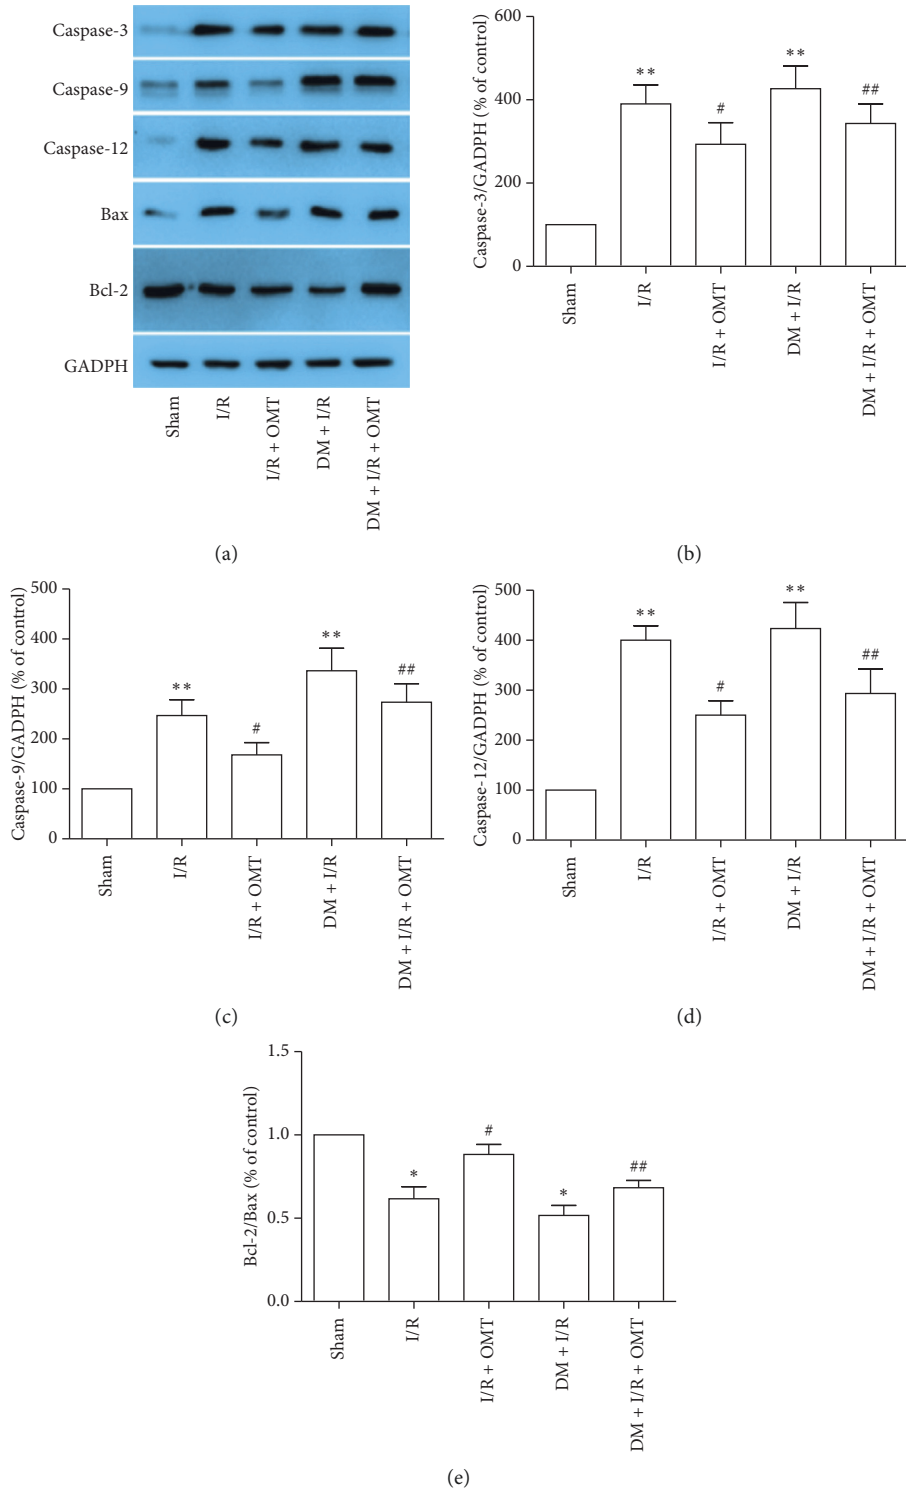 Caspase-3
Caspase-9
Caspase-12
Bax
Bcl-2
GADPH
Sham
I/R
I/R + OMT
DM + I/R
DM + I/R + OMT
(a)
Caspase-3/GADPH (% of control)
600
400
200
0
**
#
**
##
Sham
I/R
I/R + OMT
DM + I/R
DM + I/R + OMT
(b)
Caspase-9/GADPH (% of control)
500
400
300
200
100
0
**
#
**
##
Sham
I/R
I/R + OMT
DM + I/R
DM + I/R + OMT
(c)
Caspase-12/GADPH (% of control)
500
400
300
200
100
0
**
#
**
##
Sham
I/R
I/R + OMT
DM + I/R
DM + I/R + OMT
(d)
Bcl-2/Bax (% of control)
1.5
1.0
0.5
0.0
*
#
*
##
Sham
I/R
I/R + OMT
DM + I/R
DM + I/R + OMT
(e)